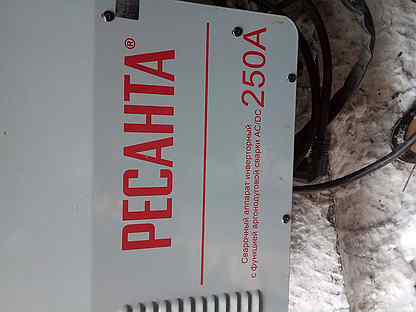 РЕСАНТА®
Сварочный аппарат инверторный
с функцией аргонодуговой сварки AC/DC 250А